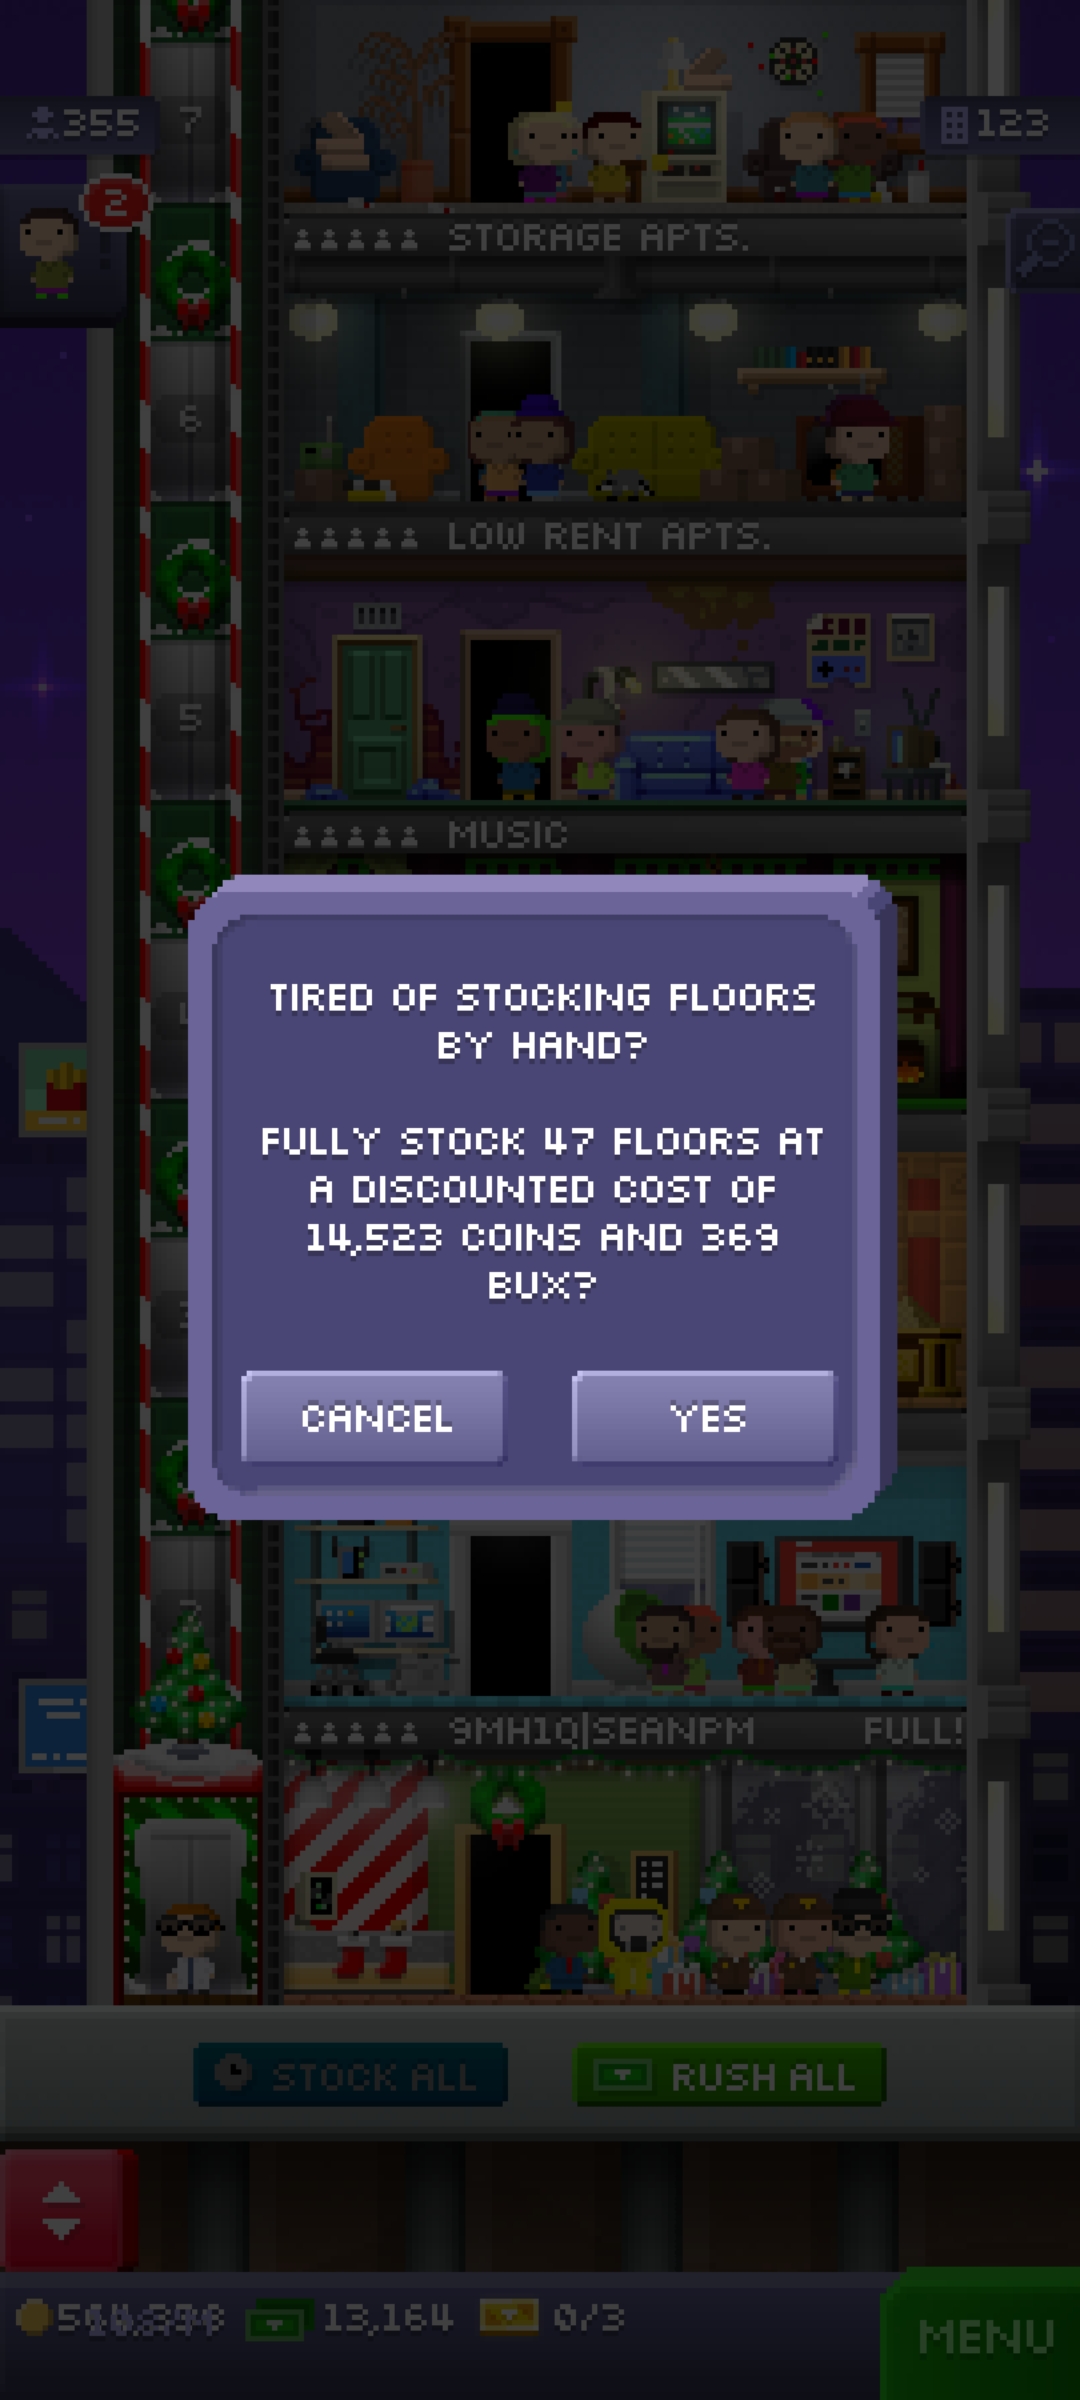 7
355
123
2
STORAGE APTS.
6
LOW RENT APTS.
5
MUSIC
TIRED OF STOCKING FLOORS
BY HAND?
FULLY STOCK 47 FLOORS AT
A DISCOUNTED COST OF
14,523 COINS AND 369
BUX?
CANCEL
YES
9MH1Q|SEANPM
FULL!
STOCK ALL
RUSH ALL
13,164
0/3
MENU